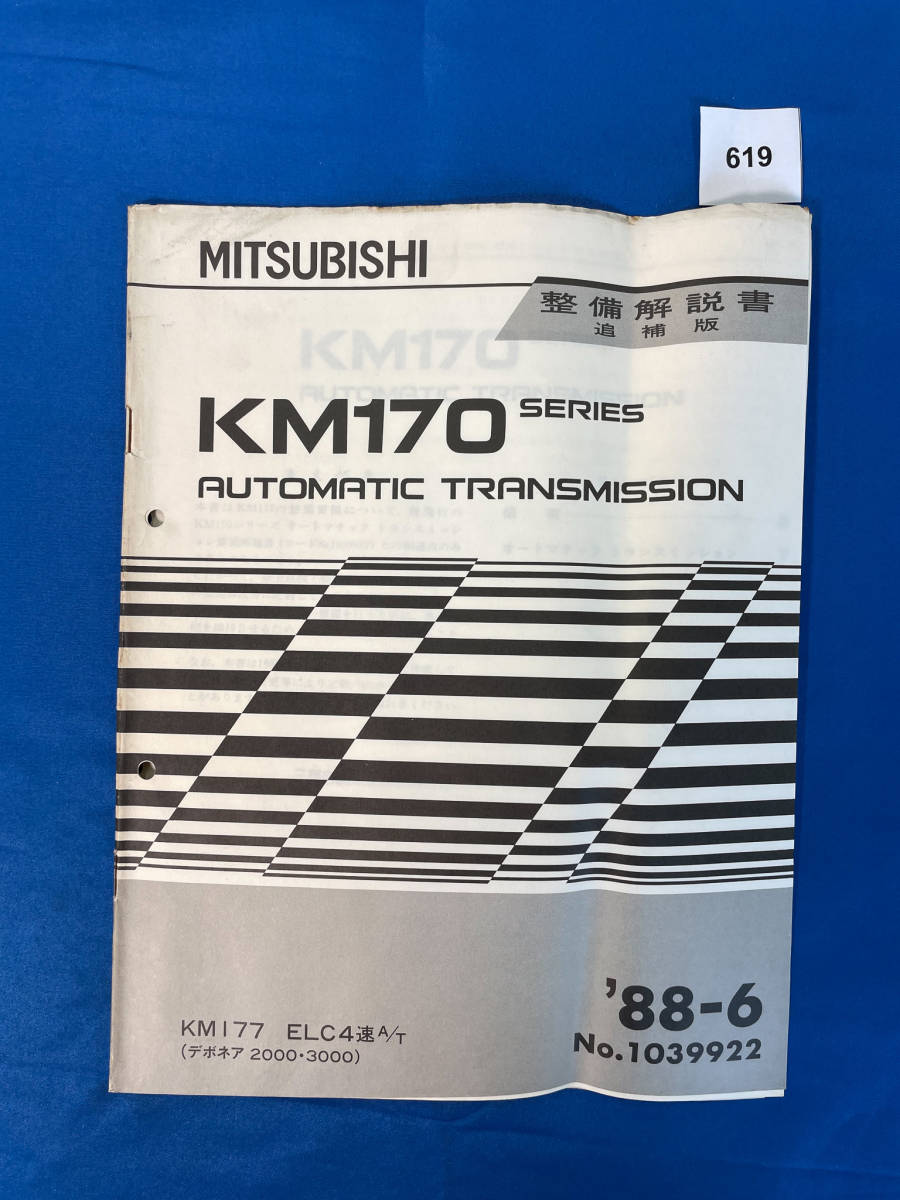 619
MITSUBISHI
整備解説書
追補版
KM170 SERIES
AUTOMATIC TRANSMISSION
KM177 ELC4速A/T
(デボネア 2000・3000)
'88-6
No.1039922